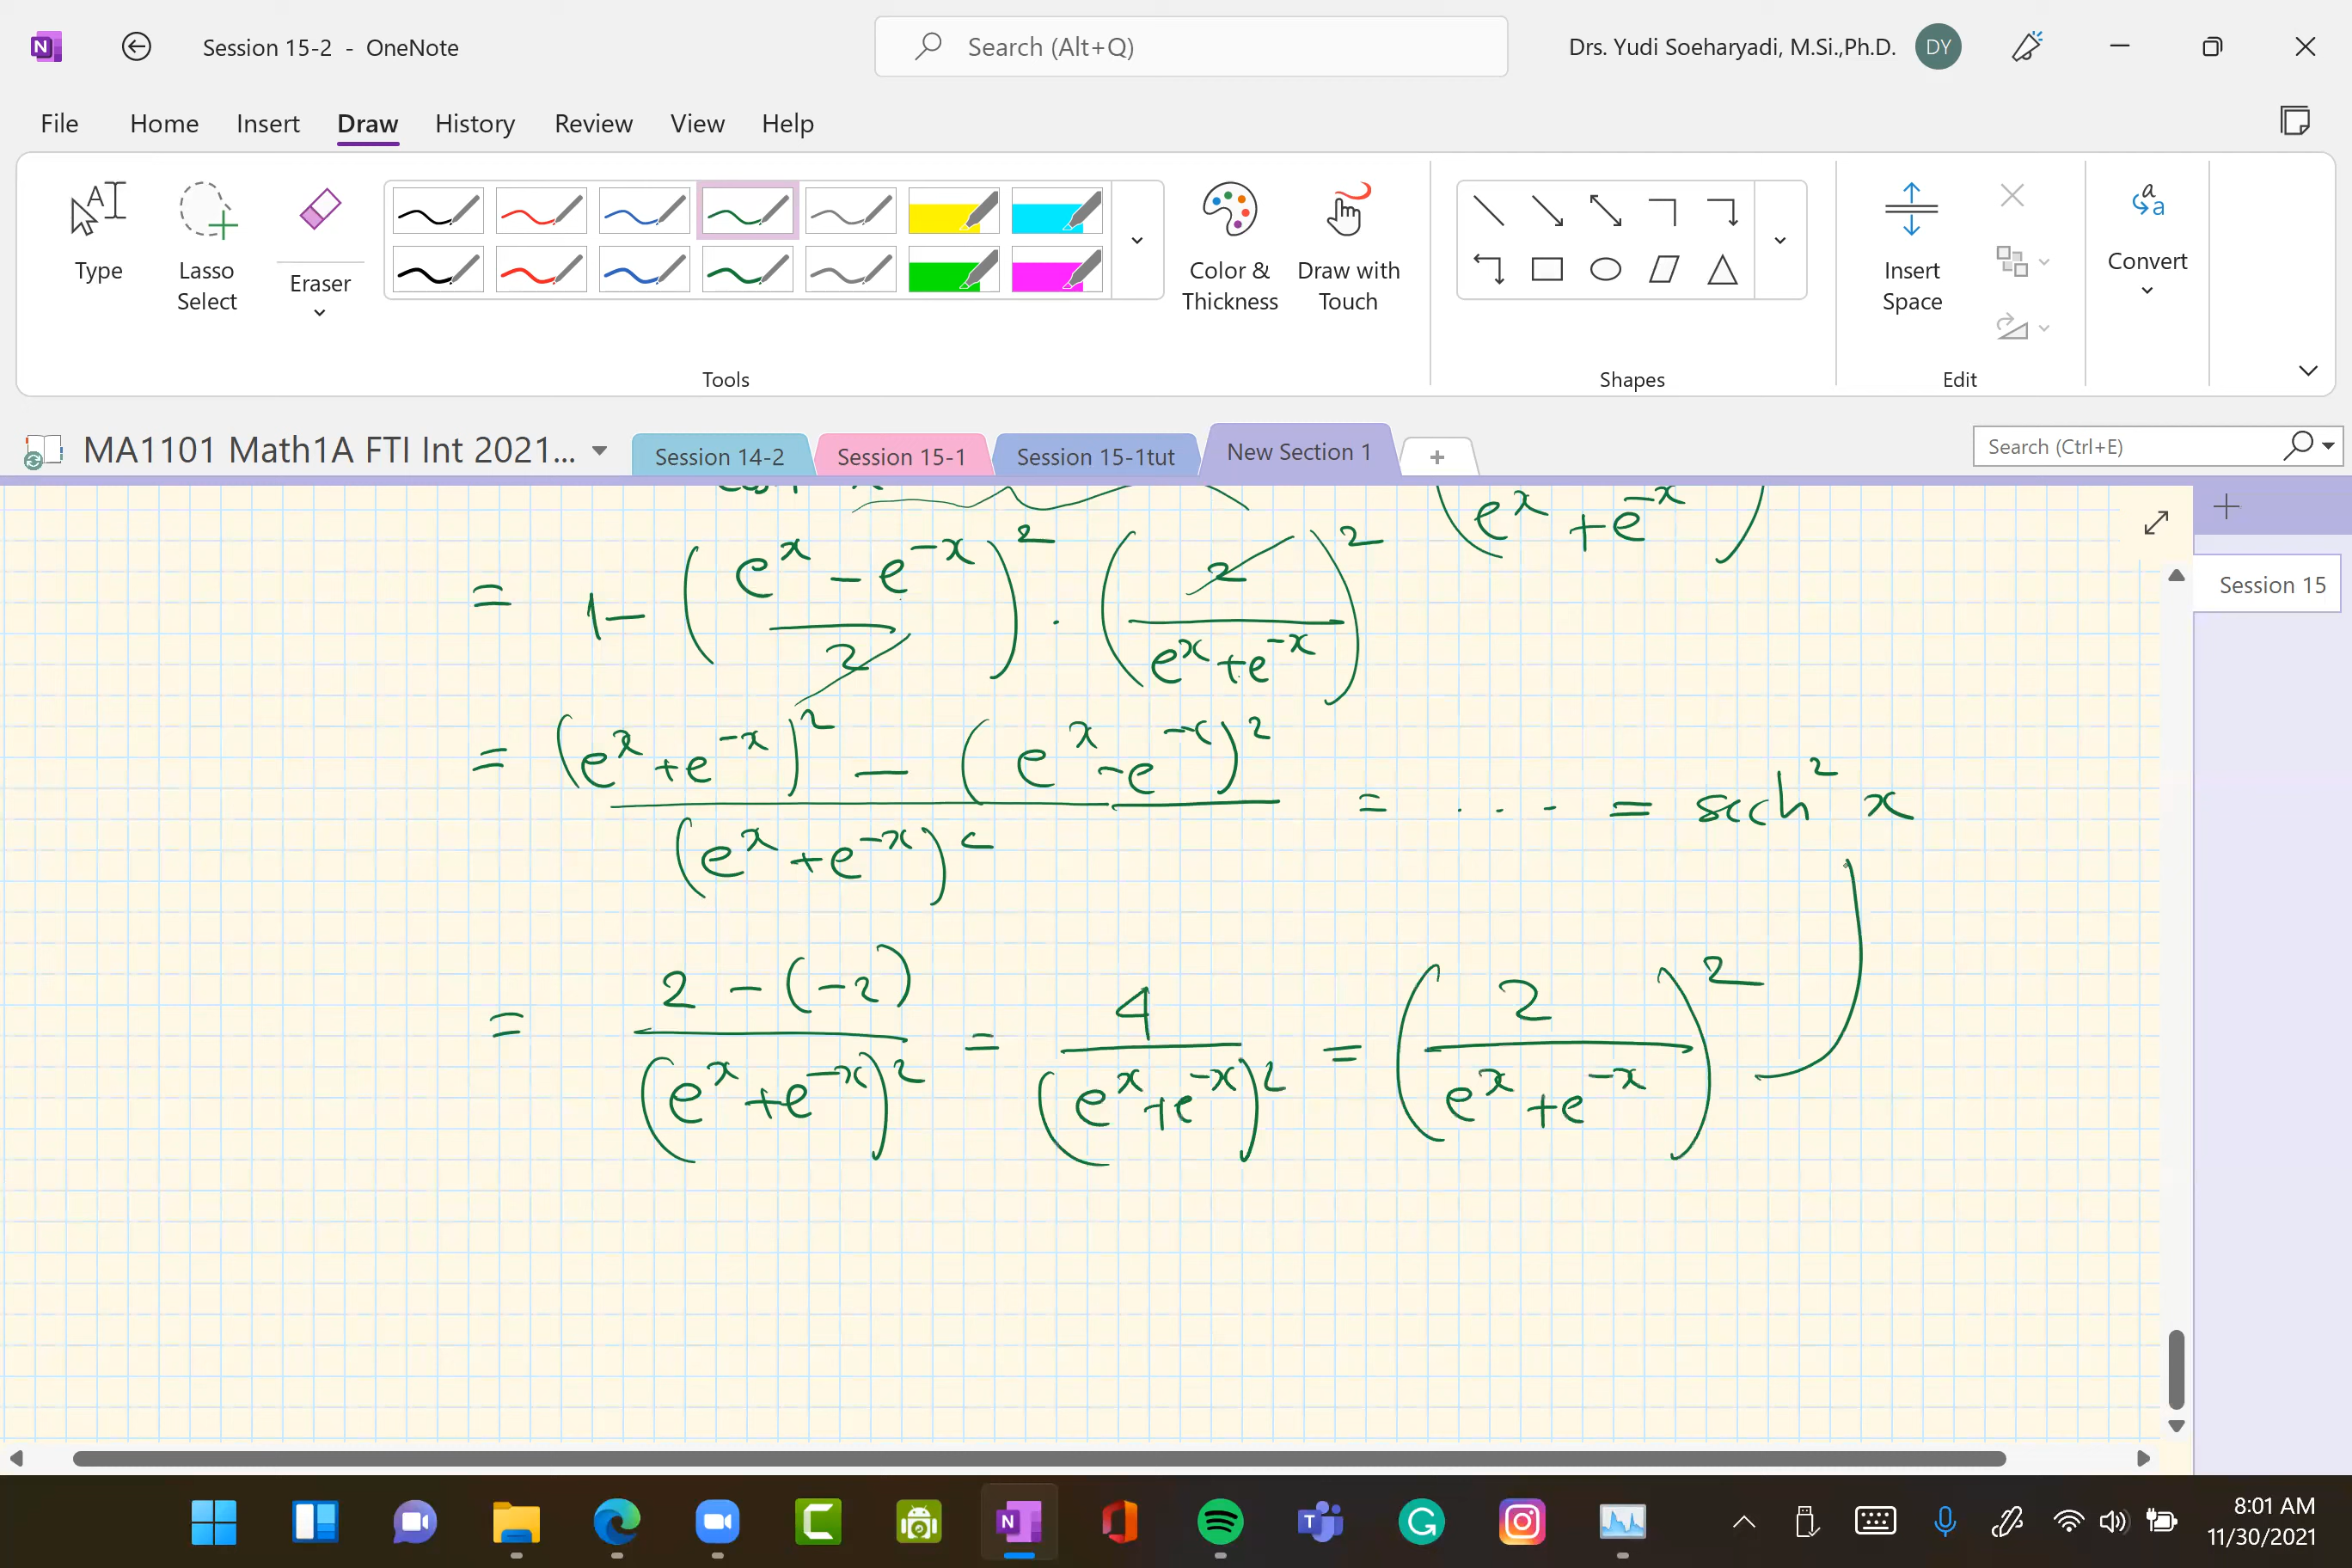 Session 15-2 - OneNote
Search (Alt+Q)
Drs. Yudi Soeharyadi, M.Si.,Ph.D.
DY
File Home Insert Draw History Review View Help
Type
Lasso Select
Eraser
Color & Thickness
Draw with Touch
Insert Space
Convert
Tools
Shapes
Edit
MA1101 Math1A FTI Int 2021...
Session 14-2
Session 15-1
Session 15-1tut
New Section 1
+
Search (Ctrl+E)
Session 15
(e^x + e^-x)
= 1 - ((e^x - e^-x)/2)^2 · (2/(e^x + e^-x))^2
= ((e^x + e^-x)^2 - (e^x - e^-x)^2)/(e^x + e^-x)^2 = .... = sech^2 x
= (2 - (-2))/(e^x + e^-x)^2 = 4/(e^x + e^-x)^2 = (2/(e^x + e^-x))^2
8:01 AM
11/30/2021